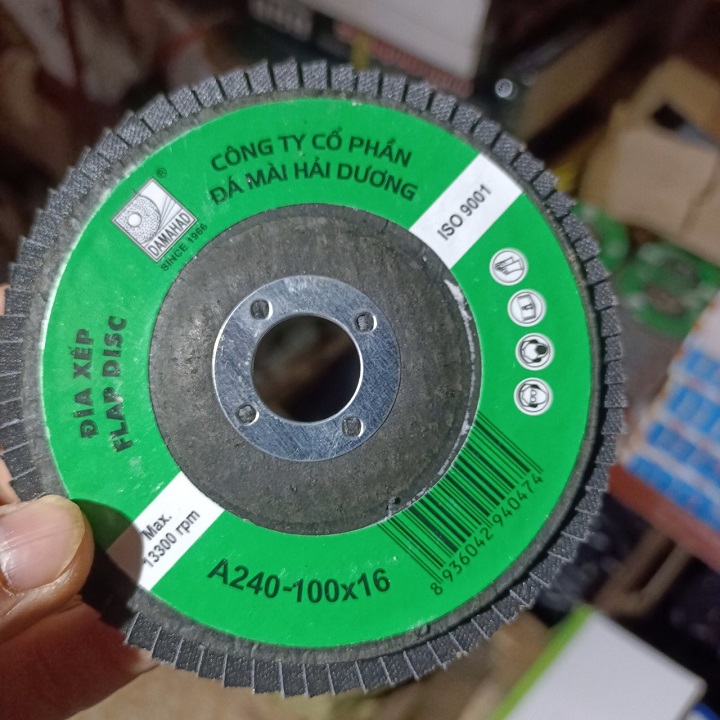 CÔNG TY CỔ PHẦN
ĐÁ MÀI HẢI DƯƠNG
®
DAMAHAD
SINCE 1966
ISO 9001
ĐĨA XẾP
FLAP DISC
Max.
13300 rpm
A240-100x16
8 936042 940474